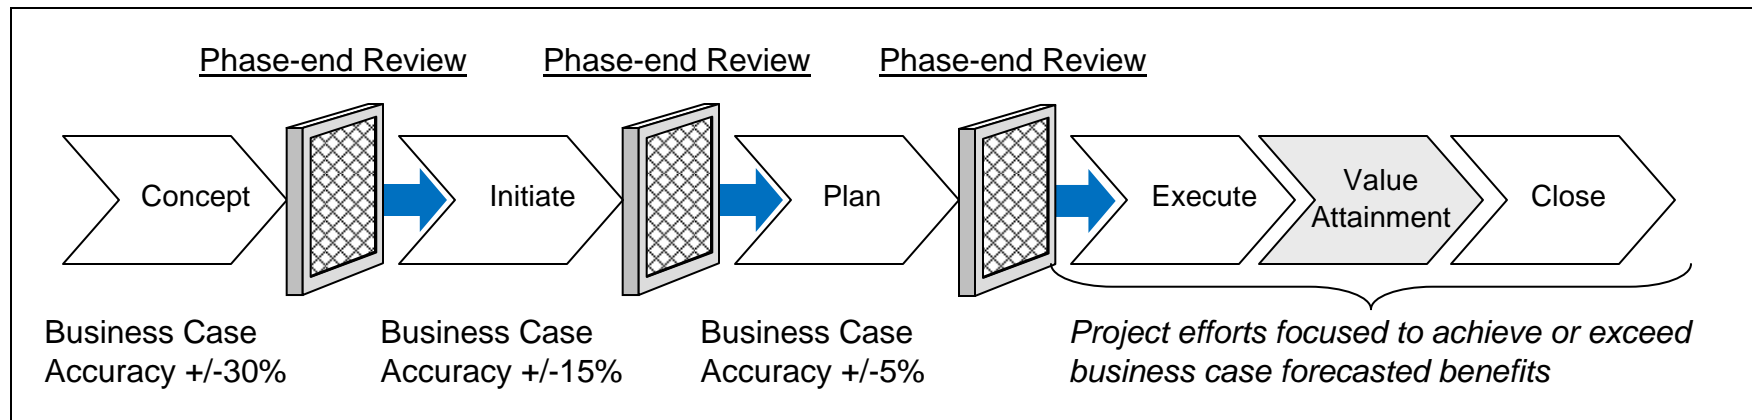 Phase-end Review
Phase-end Review
Phase-end Review
Concept
Initiate
Plan
Execute
Value
Attainment
Close
Business Case
Accuracy +/-30%
Business Case
Accuracy +/-15%
Business Case
Accuracy +/-5%
Project efforts focused to achieve or exceed
business case forecasted benefits